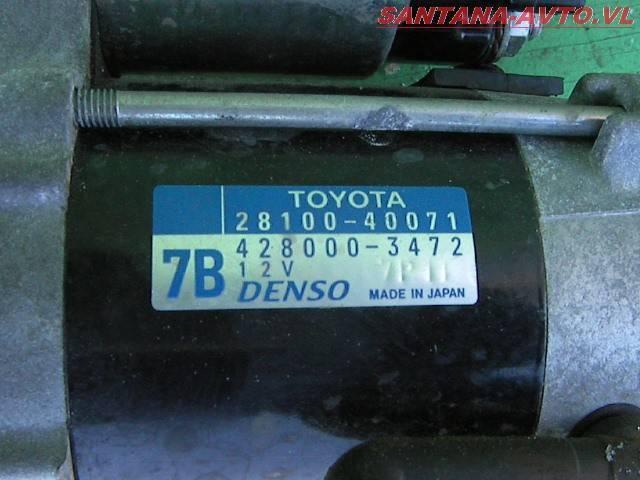 SANTANA-AVTO.VL
TOYOTA
28100-40071
7B 428000-3472
12V
DENSO MADE IN JAPAN